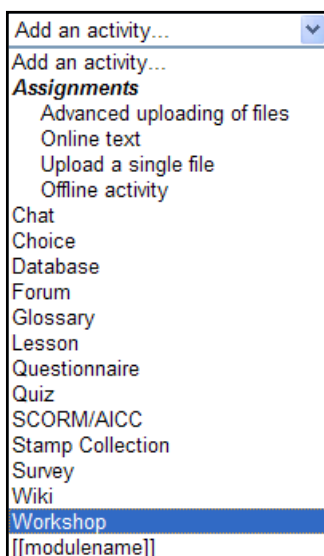 Add an activity...
Add an activity...
Assignments
Advanced uploading of files
Online text
Upload a single file
Offline activity
Chat
Choice
Database
Forum
Glossary
Lesson
Questionnaire
Quiz
SCORM/AICC
Stamp Collection
Survey
Wiki
Workshop
[[modulename]]